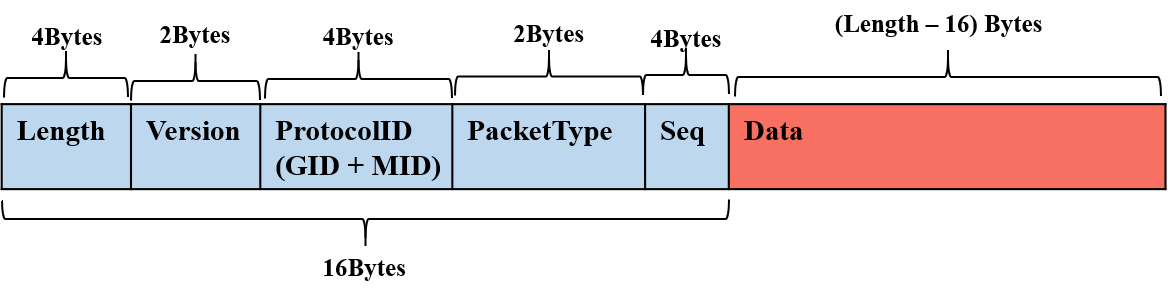 4Bytes
2Bytes
4Bytes
2Bytes
4Bytes
(Length – 16) Bytes
Length
Version
ProtocolID
(GID + MID)
PacketType
Seq
Data
16Bytes